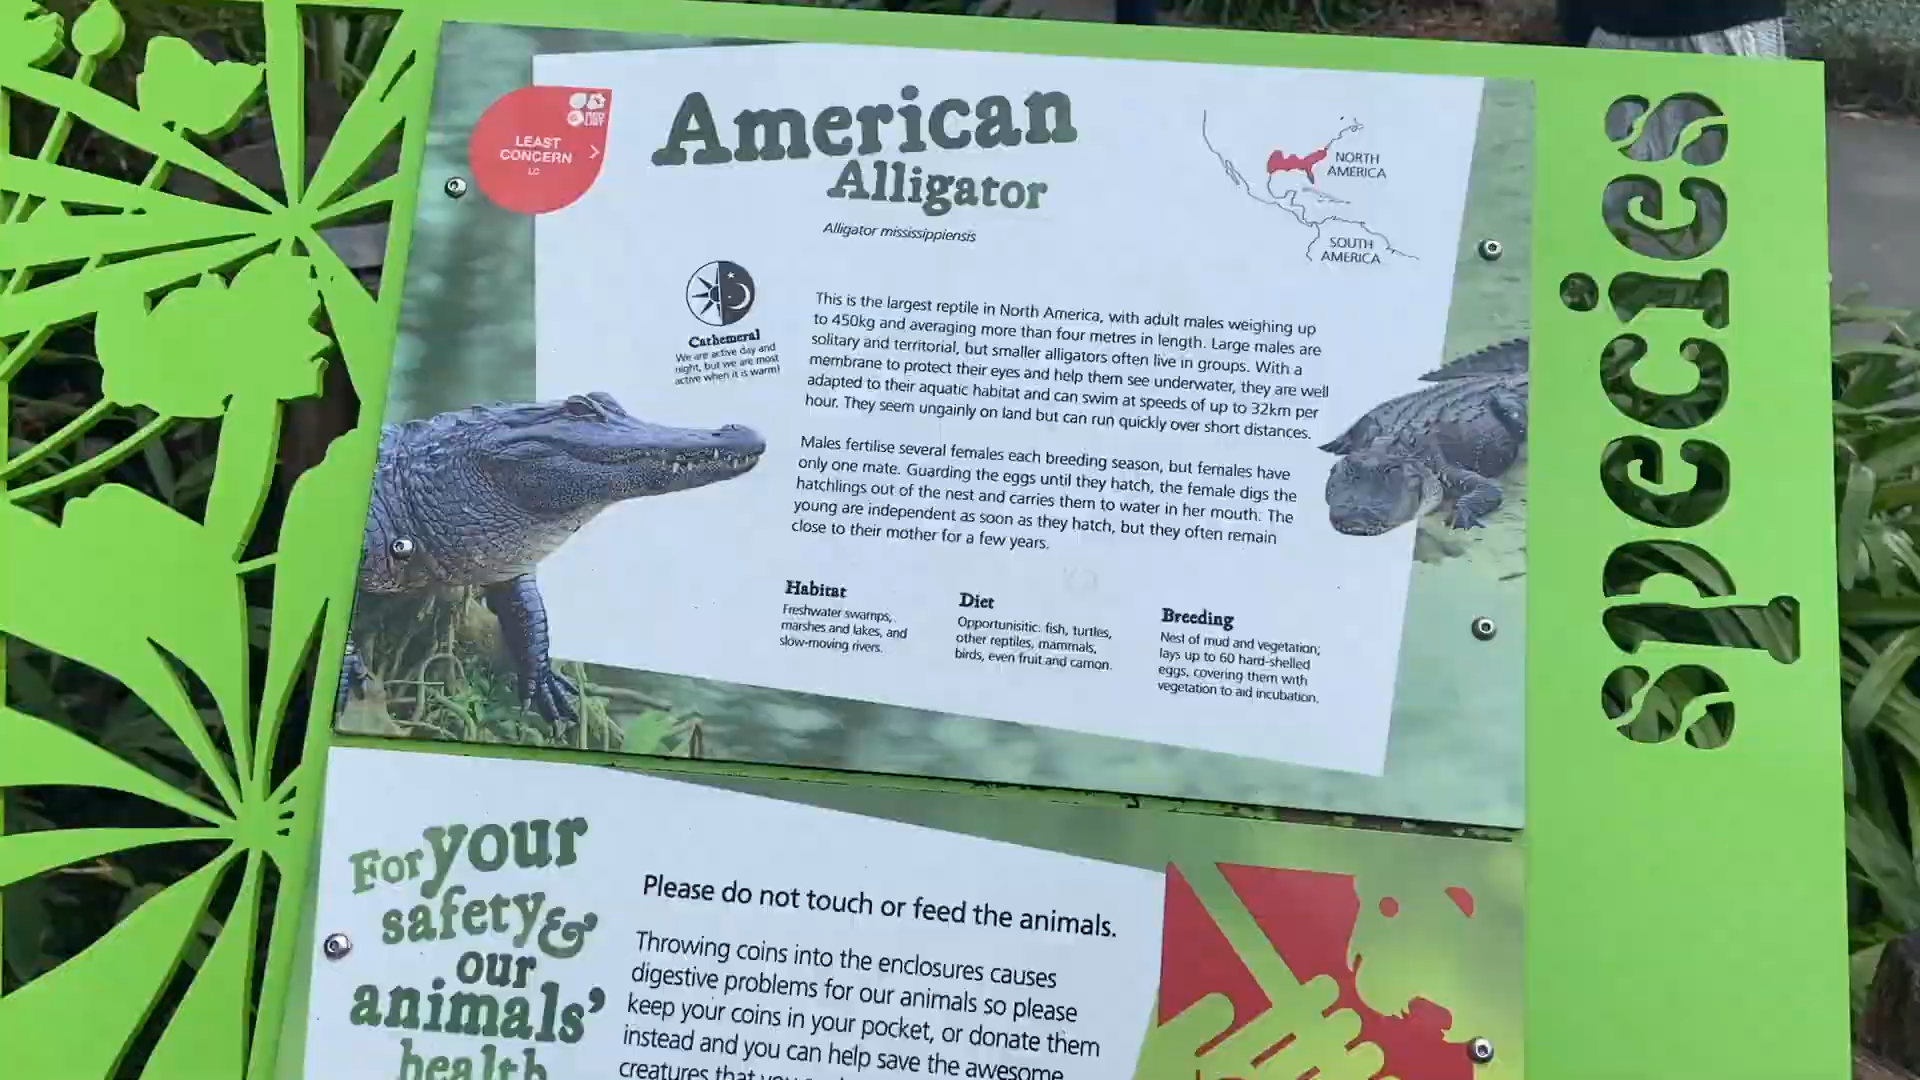 LEAST
CONCERN
LC
American
Alligator
Alligator mississippiensis
NORTH
AMERICA
SOUTH
AMERICA
Cathemeral
We are active day and
night, but we are most
active when it is warm!
This is the largest reptile in North America, with adult males weighing up
to 450kg and averaging more than four metres in length. Large males are
solitary and territorial, but smaller alligators often live in groups. With a
membrane to protect their eyes and help them see underwater, they are well
adapted to their aquatic habitat and can swim at speeds of up to 32km per
hour. They seem ungainly on land but can run quickly over short distances.
Males fertilise several females each breeding season, but females have
only one mate. Guarding the eggs until they hatch, the female digs the
hatchlings out of the nest and carries them to water in her mouth. The
young are independent as soon as they hatch, but they often remain
close to their mother for a few years.
Habitat
Freshwater swamps,
marshes and lakes, and
slow-moving rivers.
Diet
Opportunisitic: fish, turtles,
other reptiles, mammals,
birds, even fruit and carrion.
Breeding
Nest of mud and vegetation;
lays up to 60 hard-shelled
eggs, covering them with
vegetation to aid incubation.
species
For your
safety &
our
animals'
health
Please do not touch or feed the animals.
Throwing coins into the enclosures causes
digestive problems for our animals so please
keep your coins in your pocket, or donate them
instead and you can help save the awesome
creatures that